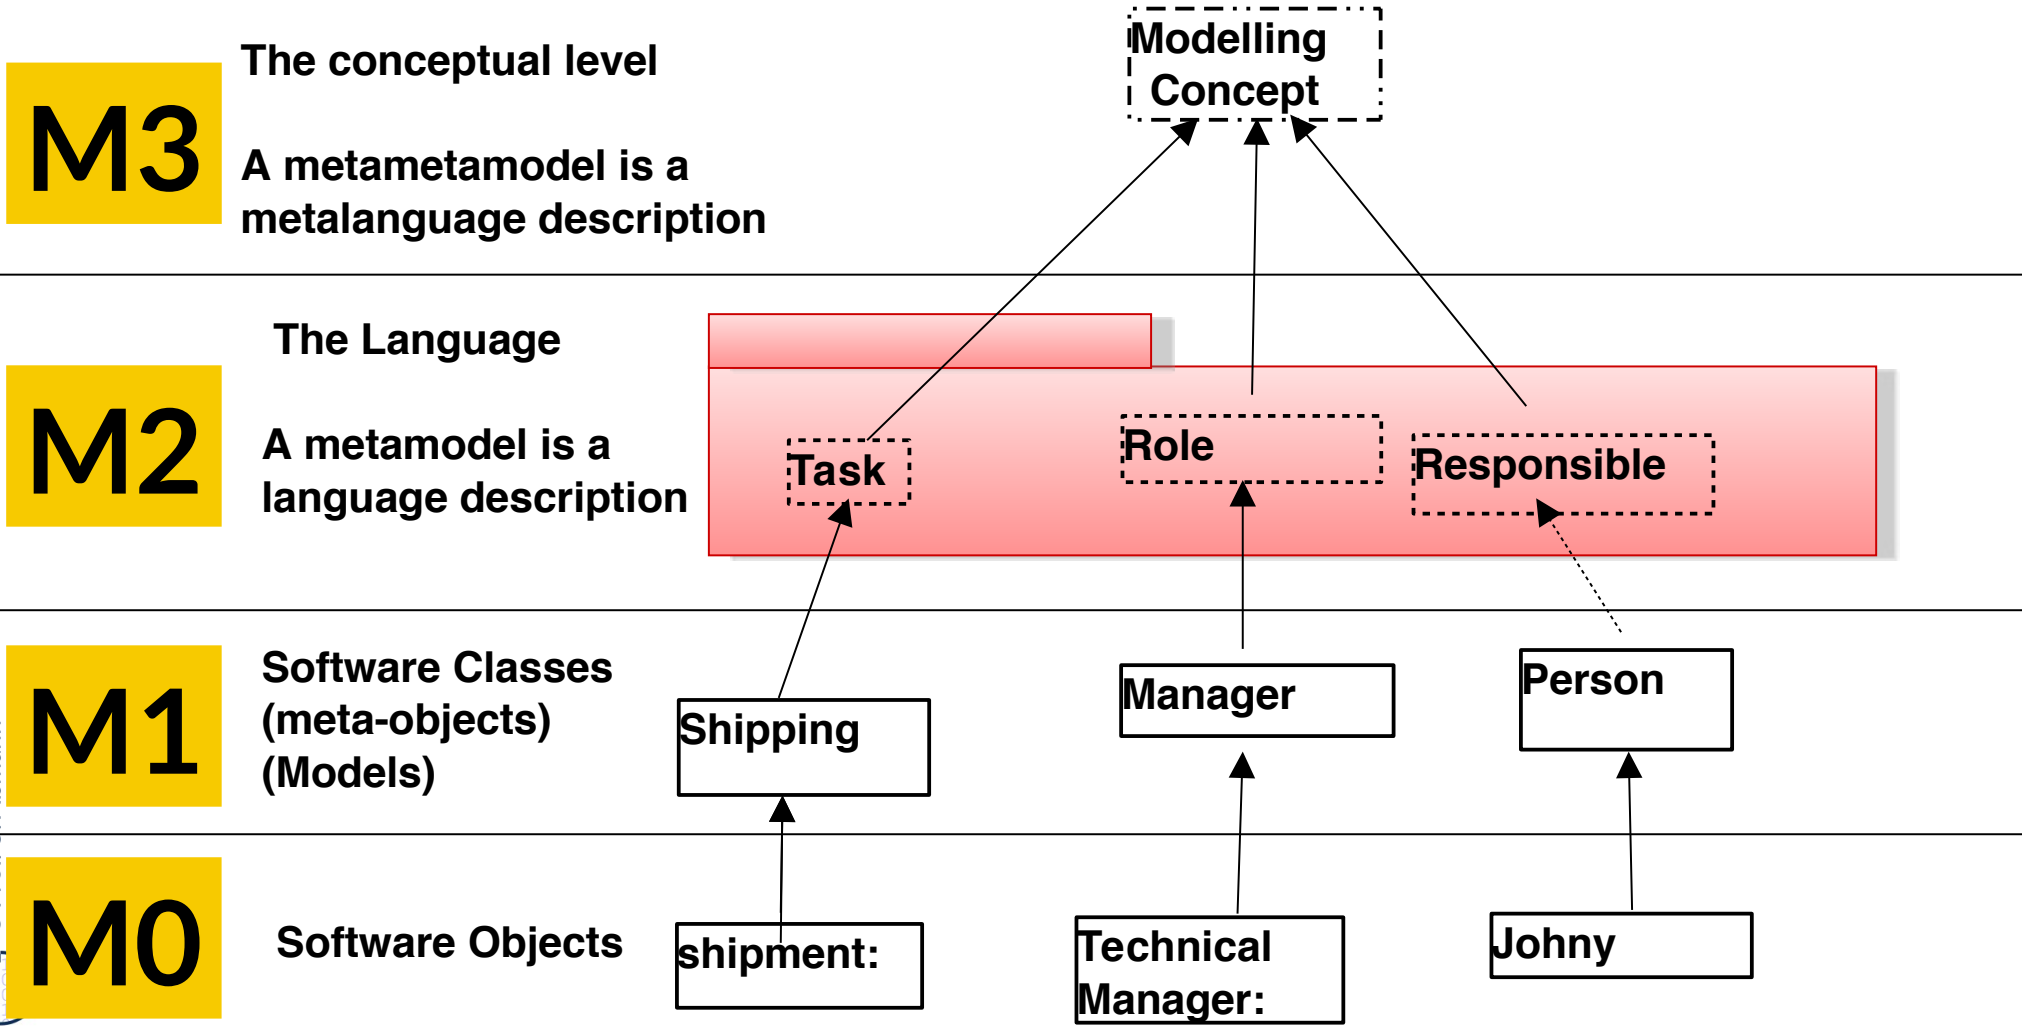 M3
The conceptual level
A metametamodel is a
metalanguage description
Modelling
Concept
M2
The Language
A metamodel is a
language description
Task
Role
Responsible
M1
Software Classes
(meta-objects)
(Models)
Shipping
Manager
Person
M0
Software Objects
shipment:
Technical
Manager:
Johny